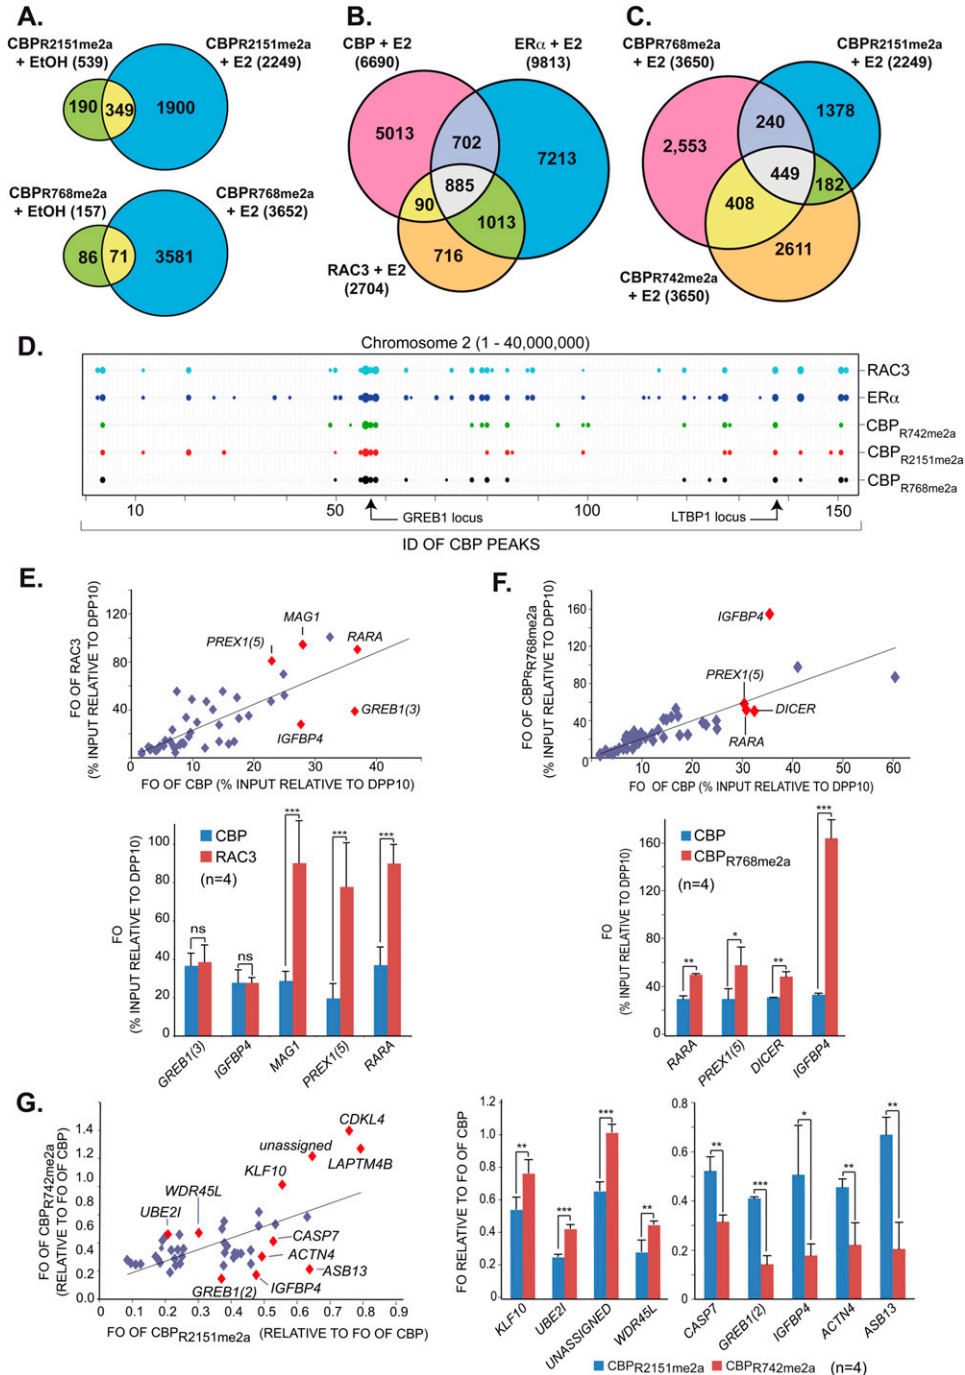 A.
CBPR2151me2a
+ EtOH (539)
CBPR2151me2a
+ E2 (2249)
190
349
1900
CBPR768me2a
+ EtOH (157)
CBPR768me2a
+ E2 (3652)
86
71
3581
B.
CBP + E2
(6690)
ERα + E2
(9813)
5013
702
7213
885
90
1013
716
RAC3 + E2
(2704)
C.
CBPR768me2a
+ E2 (3650)
CBPR2151me2a
+ E2 (2249)
1378
240
2,553
449
182
408
2611
CBPR742me2a
+ E2 (3650)
D.
Chromosome 2 (1 - 40,000,000)
RAC3
ERα
CBP R742me2a
CBP R2151me2a
CBP R768me2a
10
50
100
150
GREB1 locus
LTBP1 locus
ID OF CBP PEAKS
E.
FO OF RAC3
(% INPUT RELATIVE TO DPP10)
120
80
40
MAG1
PREX1(5)
RARA
GREB1(3)
IGFBP4
0
10
20
30
40
FO OF CBP (% INPUT RELATIVE TO DPP10)
FO
(% INPUT RELATIVE TO DPP10)
100
80
60
40
20
0
CBP
RAC3
(n=4)
ns
ns
***
***
***
GREB1(3)
IGFBP4
MAG1
PREX1(5)
RARA
F.
FO OF CBPR768me2a
(% INPUT RELATIVE TO DPP10)
160
120
80
40
IGFBP4
PREX1(5)
DICER
RARA
0
10
20
30
40
50
60
FO OF CBP (% INPUT RELATIVE TO DPP10)
FO
(% INPUT RELATIVE TO DPP10)
160
120
80
40
0
CBP
CBP R768me2a
(n=4)
**
*
**
***
RARA
PREX1(5)
DICER
IGFBP4
G.
FO OF CBPR742me2a
(RELATIVE TO FO OF CBP)
1.4
1.2
1.0
0.8
0.6
0.4
0.2
0
CDKL4
unassigned
LAPTM4B
KLF10
WDR45L
UBE2I
CASP7
ACTN4
ASB13
GREB1(2)
IGFBP4
0
0.1
0.2
0.3
0.4
0.5
0.6
0.7
0.8
0.9
FO OF CBPR2151me2a (RELATIVE TO FO OF CBP)
FO RELATIVE TO FO OF CBP
1.2
1.0
0.8
0.6
0.4
0.2
0.0
**
***
***
**
KLF10
UBE2I
UNASSIGNED
WDR45L
0.8
0.6
0.4
0.2
0
**
***
*
**
**
CASP7
GREB1(2)
IGFBP4
ACTN4
ASB13
CBPR2151me2a
CBPR742me2a
(n=4)